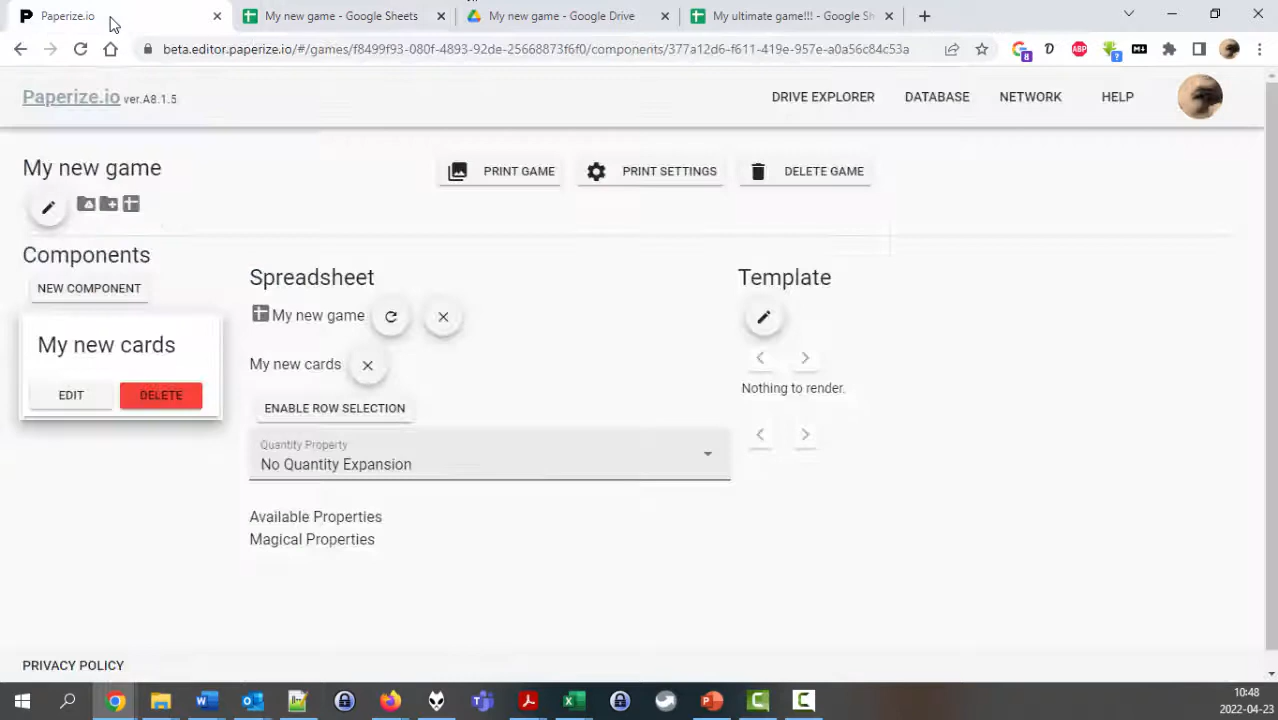 Paperize.io
My new game - Google Sheets
My new game - Google Drive
My ultimate game!!! - Google Sh
beta.editor.paperize.io/#/games/f8499f93-080f-4893-92de-25668873f6f0/components/377a12d6-f611-419e-957e-a0a56c84c53a
Paperize.io ver.A8.1.5
DRIVE EXPLORER
DATABASE
NETWORK
HELP
My new game
PRINT GAME
PRINT SETTINGS
DELETE GAME
Components
NEW COMPONENT
My new cards
EDIT
DELETE
Spreadsheet
My new game
My new cards
ENABLE ROW SELECTION
Quantity Property
No Quantity Expansion
Available Properties
Magical Properties
Template
Nothing to render.
PRIVACY POLICY
10:48
2022-04-23